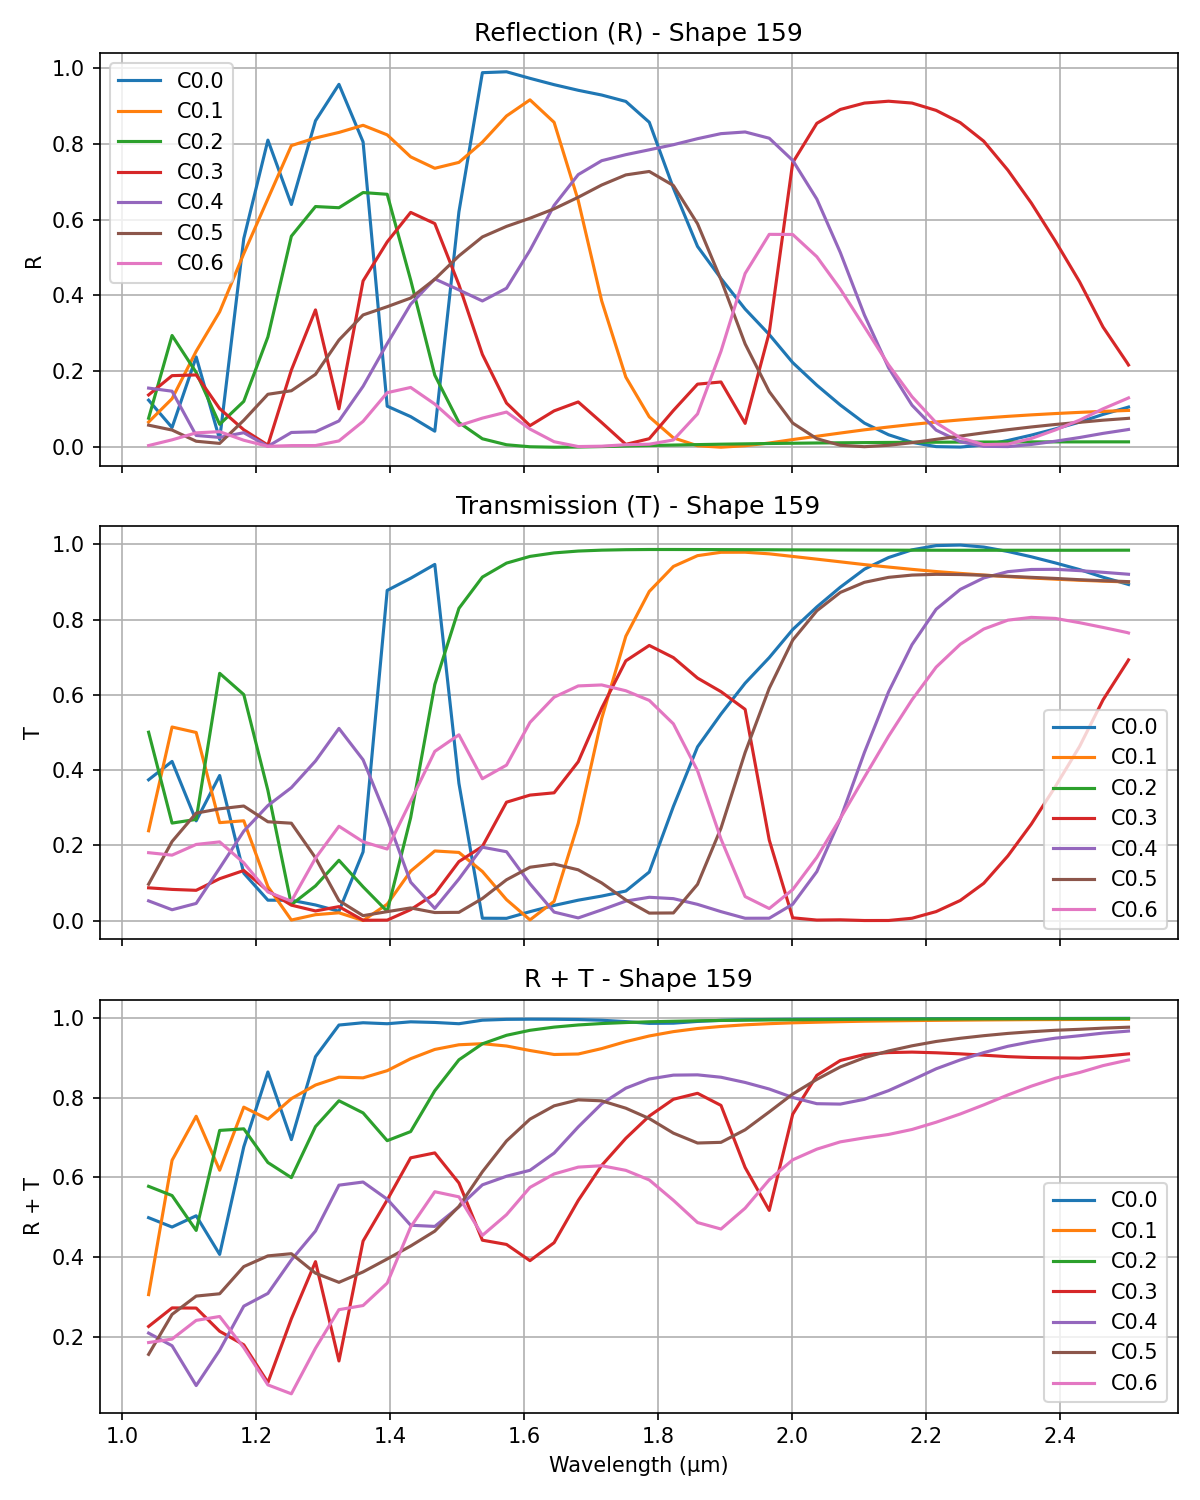 Reflection (R) - Shape 159
1.0
0.8
0.6
0.4
0.2
0.0
R
C0.0
C0.1
C0.2
C0.3
C0.4
C0.5
C0.6
Transmission (T) - Shape 159
1.0
0.8
0.6
0.4
0.2
0.0
T
C0.0
C0.1
C0.2
C0.3
C0.4
C0.5
C0.6
R + T - Shape 159
1.0
0.8
0.6
0.4
0.2
R + T
C0.0
C0.1
C0.2
C0.3
C0.4
C0.5
C0.6
1.0 1.2 1.4 1.6 1.8 2.0 2.2 2.4
Wavelength (μm)